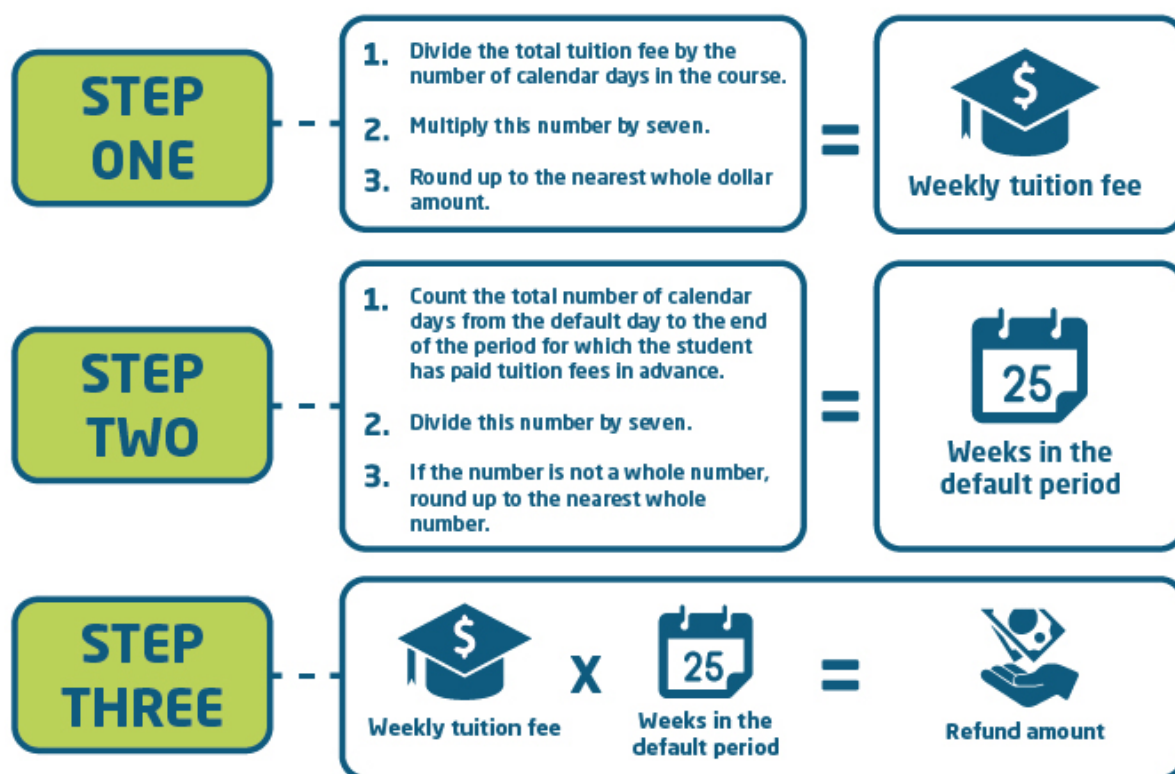 STEP
ONE
1. Divide the total tuition fee by the
number of calendar days in the course.
2. Multiply this number by seven.
3. Round up to the nearest whole dollar
amount.
=
$
Weekly tuition fee
STEP
TWO
1. Count the total number of calendar
days from the default day to the end
of the period for which the student
has paid tuition fees in advance.
2. Divide this number by seven.
3. If the number is not a whole number,
round up to the nearest whole
number.
=
25
Weeks in the
default period
STEP
THREE
$
Weekly tuition fee
X
25
Weeks in the
default period
=
Refund amount